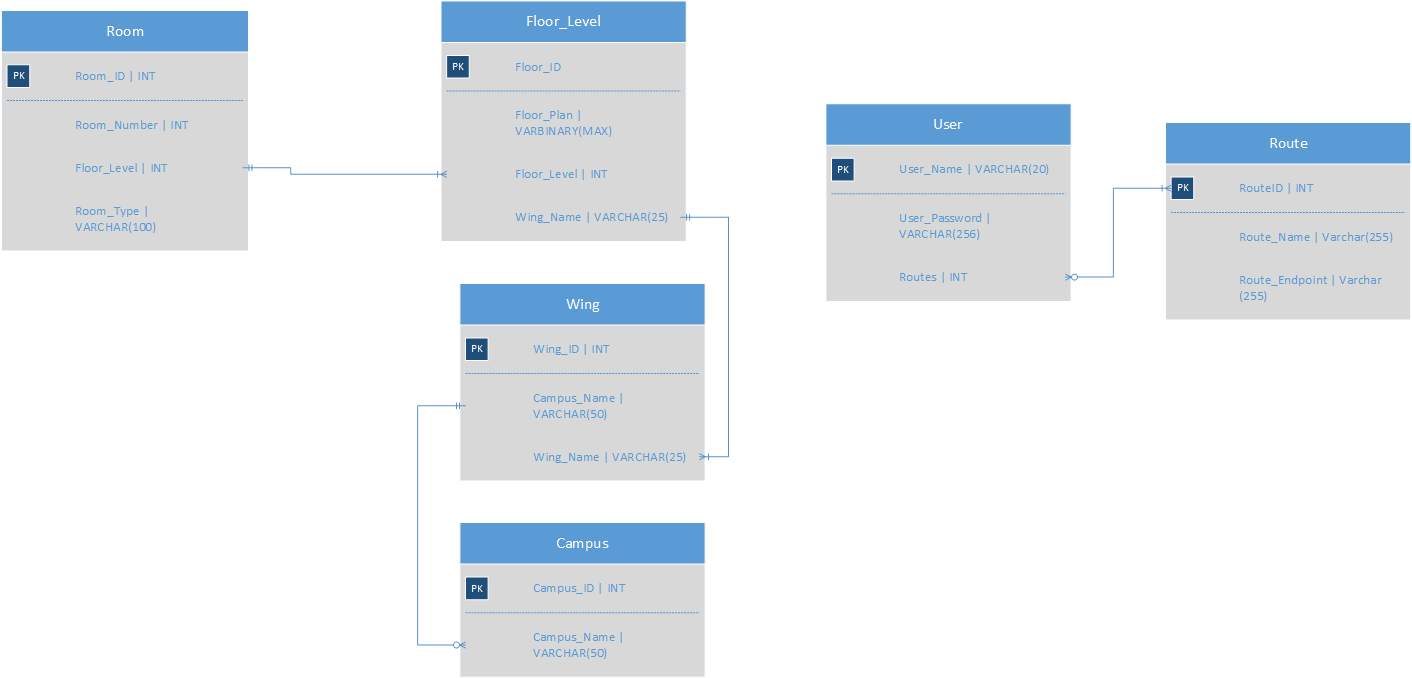 Room
PK
Room_ID | INT
Room_Number | INT
Floor_Level | INT
Room_Type |
VARCHAR(100)
Floor_Level
PK
Floor_ID
Floor_Plan |
VARBINARY(MAX)
Floor_Level | INT
Wing_Name | VARCHAR(25)
Wing
PK
Wing_ID | INT
Campus_Name |
VARCHAR(50)
Wing_Name | VARCHAR(25)
Campus
PK
Campus_ID | INT
Campus_Name |
VARCHAR(50)
User
PK
User_Name | VARCHAR(20)
User_Password |
VARCHAR(256)
Routes | INT
Route
PK
RouteID | INT
Route_Name | Varchar(255)
Route_Endpoint | Varchar
(255)